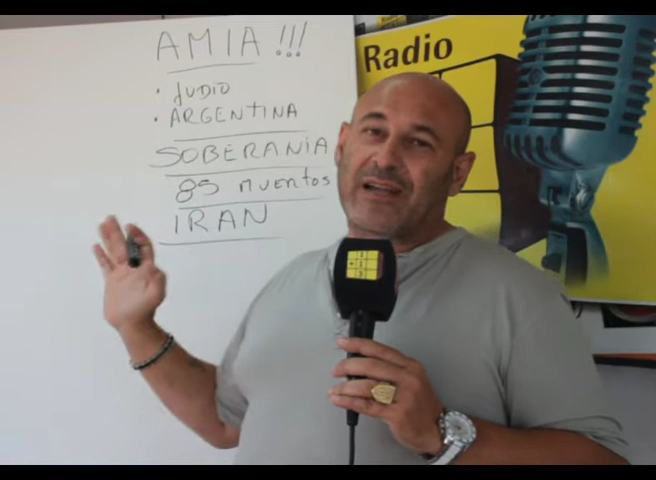 AMIA!!!
• JUDIO
• ARGENTINA
SOBERANIA
85 MUERTOS
IRAN
Radio